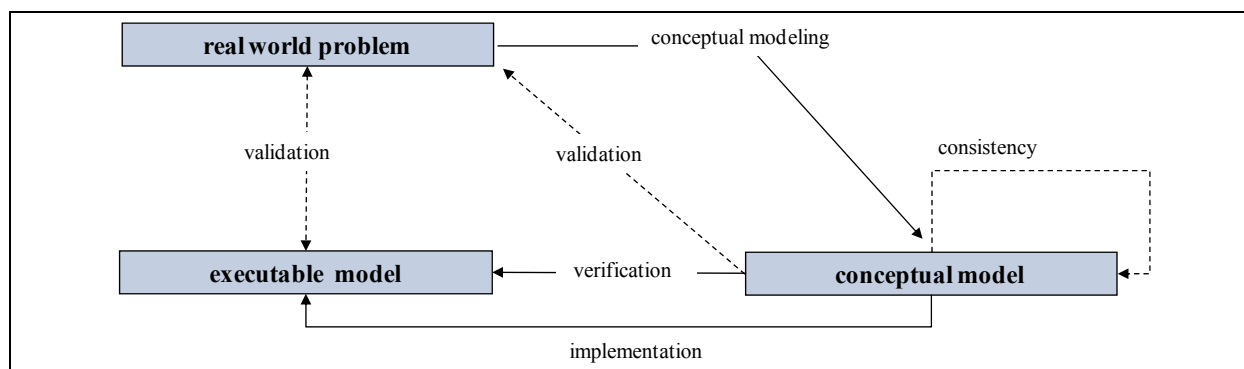 real world problem
conceptual modeling
validation
validation
consistency
executable model
verification
conceptual model
implementation